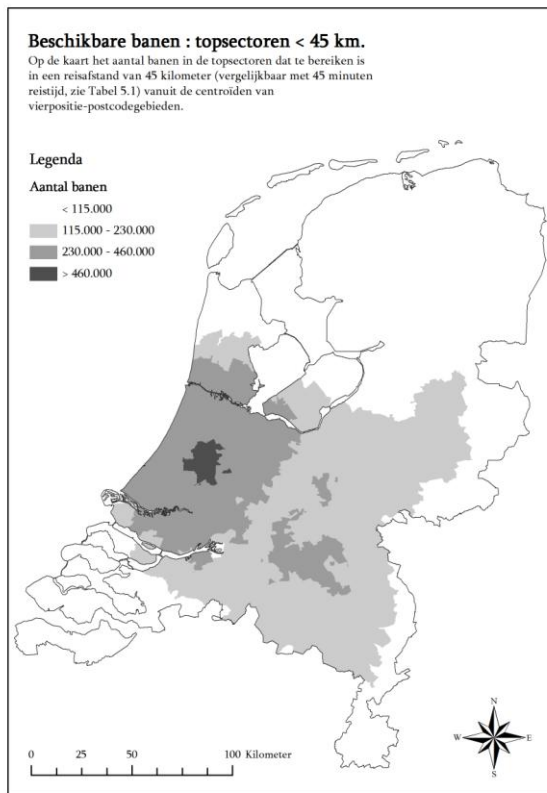 Beschikbare banen : topsectoren < 45 km.
Op de kaart het aantal banen in de topsectoren dat te bereiken is
in een reisafstand van 45 kilometer (vergelijkbaar met 45 minuten
reistijd, zie Tabel 5.1) vanuit de centroïden van
vierpositie-postcodegebieden.
Legenda
Aantal banen
< 115.000
115.000 - 230.000
230.000 - 460.000
> 460.000
0 25 50 100 Kilometer
N
W E
S